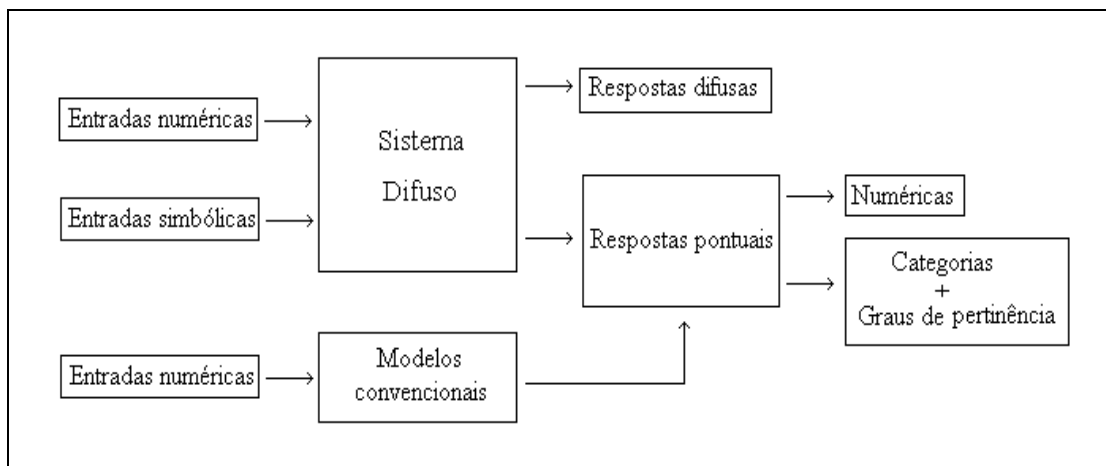 Entradas numéricas
Entradas simbólicas
Sistema
Difuso
Respostas difusas
Respostas pontuais
Numéricas
Categorias
+
Graus de pertinência
Entradas numéricas
Modelos
convencionais